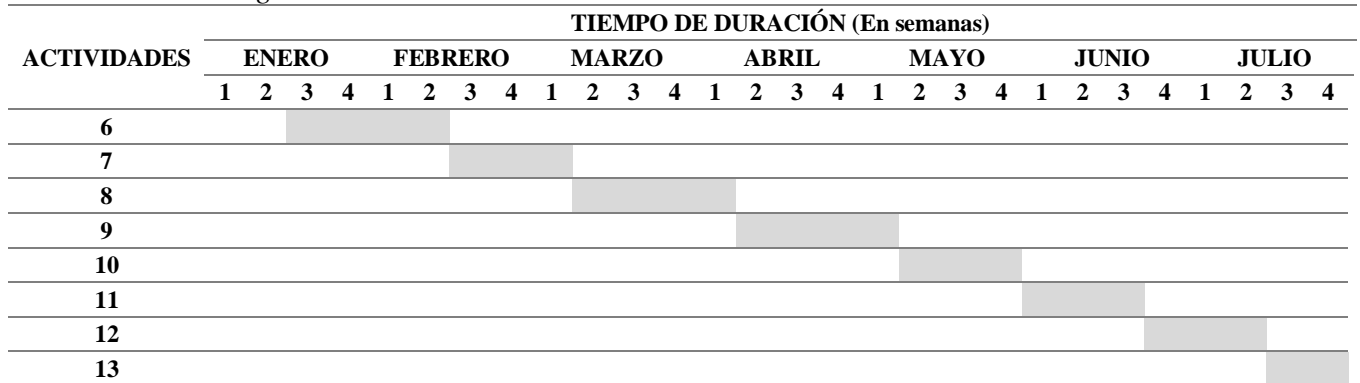 TIEMPO DE DURACIÓN (En semanas)
ACTIVIDADES ENERO FEBRERO MARZO ABRIL MAYO JUNIO JULIO
1 2 3 4 1 2 3 4 1 2 3 4 1 2 3 4 1 2 3 4 1 2 3 4 1 2 3 4
6
7
8
9
10
11
12
13